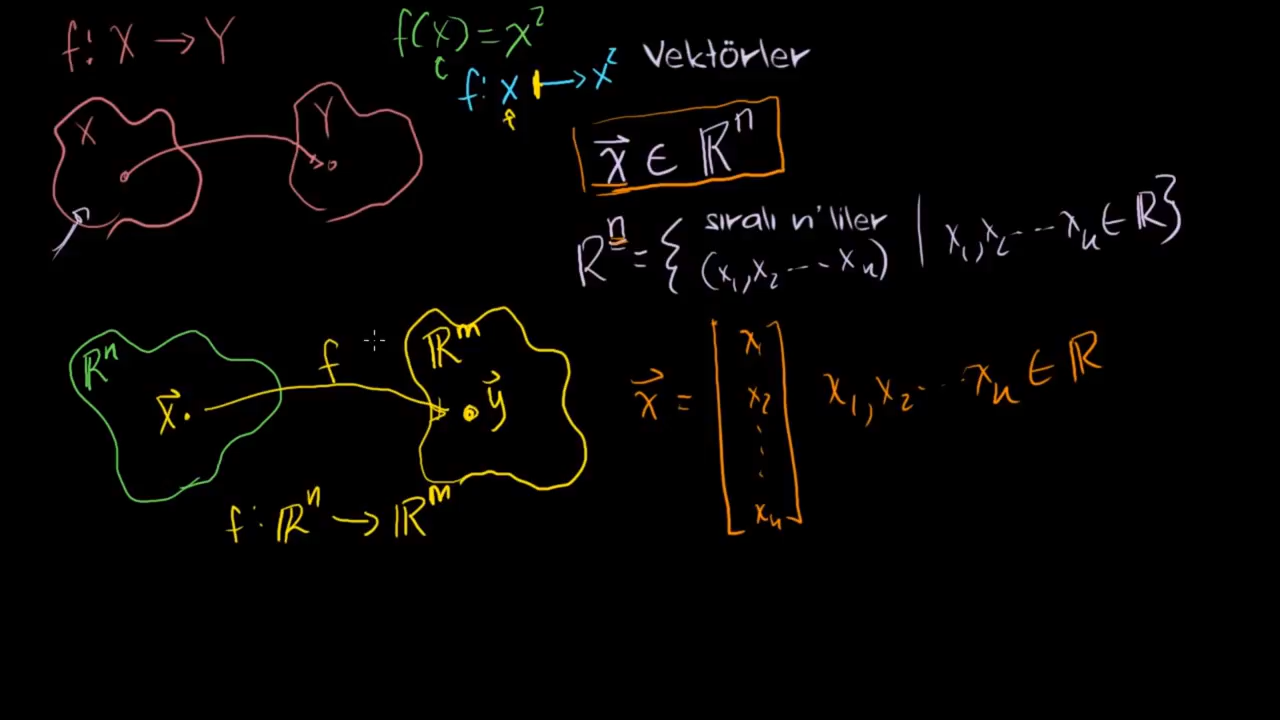 f: X → Y
f(x) = x²
f: x ↦ x²
Vektörler
X
Y
x⃗ ∈ ℝⁿ
ℝⁿ = { sıralı n'liler
(x₁, x₂ ... xₙ) | x₁, x₂ ... xₙ ∈ ℝ }
ℝⁿ
x⃗
f
ℝᵐ
y⃗
f: ℝⁿ → ℝᵐ
x⃗ = [ x₁
x₂
⋮
xₙ ]
x₁, x₂ ... xₙ ∈ ℝ